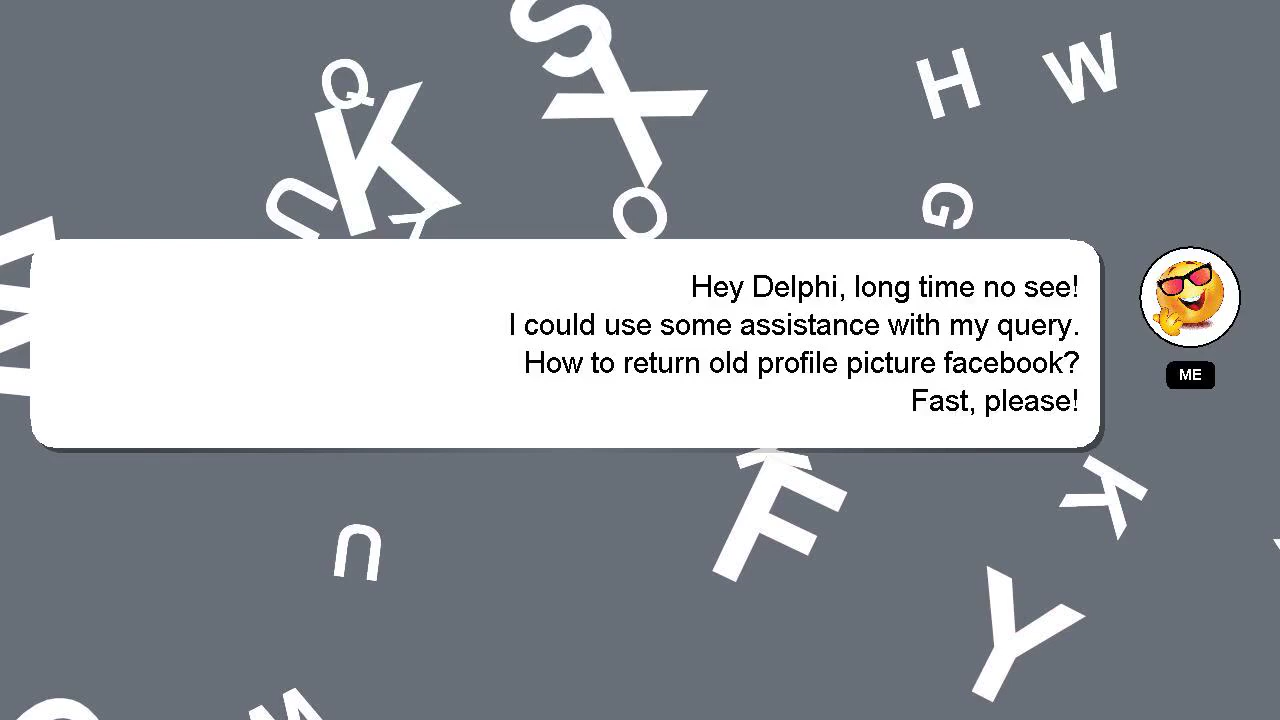 S
Q
K
X
H
W
U
Y
O
G
Hey Delphi, long time no see!
I could use some assistance with my query.
How to return old profile picture facebook?
Fast, please!
ME
F
K
U
Y